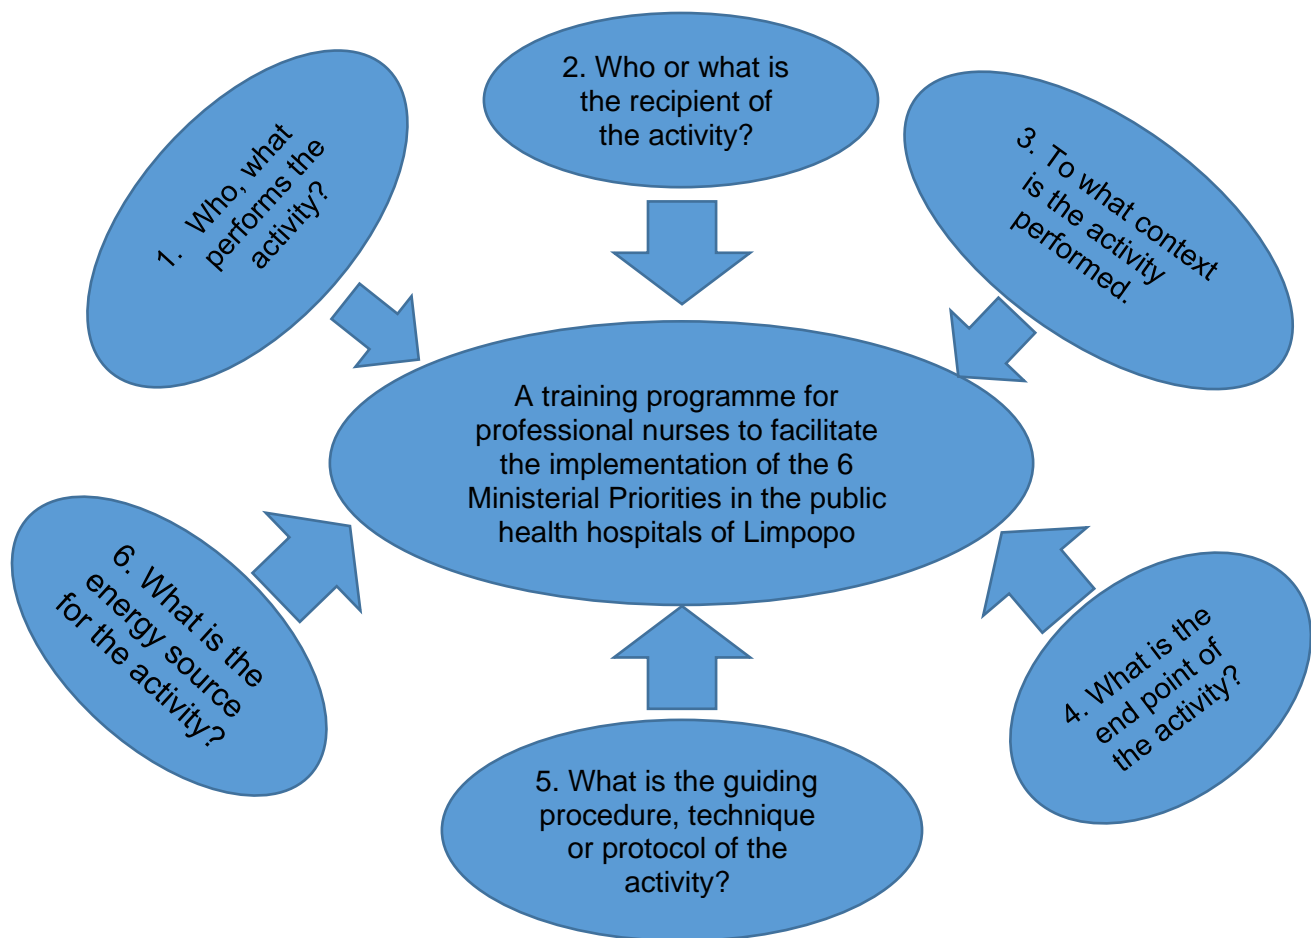 1. Who, what
performs the
activity?
2. Who or what is
the recipient of
the activity?
3. To what context
is the activity
performed.
A training programme for
professional nurses to facilitate
the implementation of the 6
Ministerial Priorities in the public
health hospitals of Limpopo
4. What is the
end point of
the activity?
5. What is the guiding
procedure, technique
or protocol of the
activity?
6. What is the
energy source
for the activity?